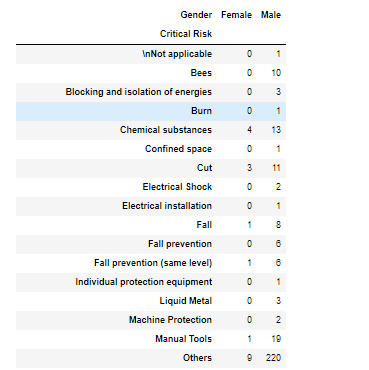 Gender Female Male
Critical Risk
\nNot applicable 0 1
Bees 0 10
Blocking and isolation of energies 0 3
Burn 0 1
Chemical substances 4 13
Confined space 0 1
Cut 3 11
Electrical Shock 0 2
Electrical installation 0 1
Fall 1 8
Fall prevention 0 6
Fall prevention (same level) 1 6
Individual protection equipment 0 1
Liquid Metal 0 3
Machine Protection 0 2
Manual Tools 1 19
Others 9 220